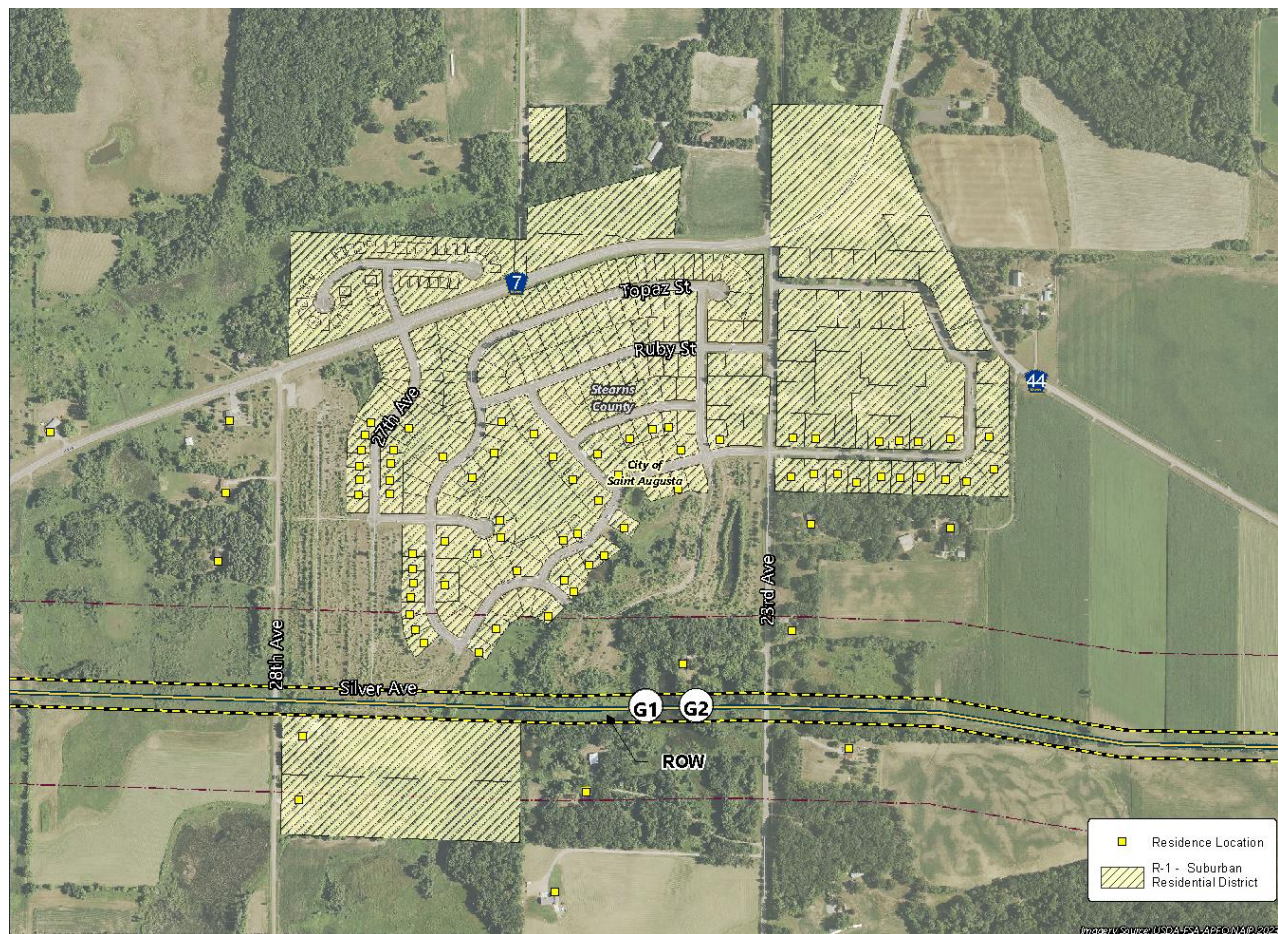 7
Topaz St
Ruby St
44
Stearns
County
27th Ave
City of
Saint Augusta
23rd Ave
28th Ave
Silver Ave
G1
G2
ROW
Residence Location
R-1 - Suburban
Residential District
Imagery Source: USDA-FSA-APFO NAIP 2023